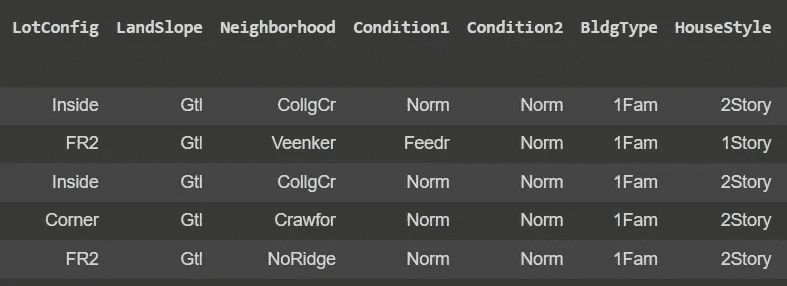 LotConfig LandSlope Neighborhood Condition1 Condition2 BldgType HouseStyle
Inside Gtl CollgCr Norm Norm 1Fam 2Story
FR2 Gtl Veenker Feedr Norm 1Fam 1Story
Inside Gtl CollgCr Norm Norm 1Fam 2Story
Corner Gtl Crawfor Norm Norm 1Fam 2Story
FR2 Gtl NoRidge Norm Norm 1Fam 2Story